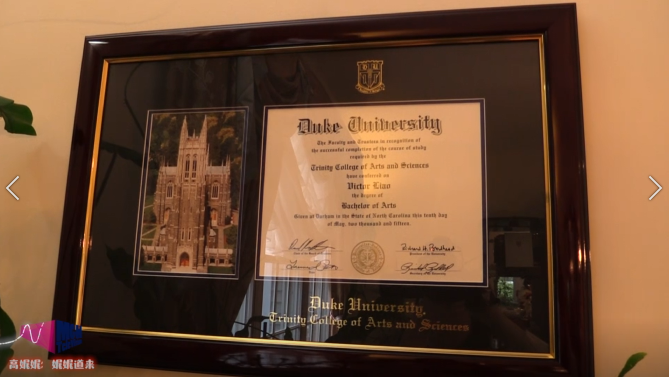 Duke University
The Faculty and Trustees in recognition of
the successful completion of the course of study
required by the
Trinity College of Arts and Sciences
have conferred on
Victor Liao
the degree of
Bachelor of Arts
Given at Durham in the State of North Carolina this tenth day
of May, two thousand and fifteen.
Duke University,
Trinity College of Arts and Sciences
高娓娓：娓娓道来